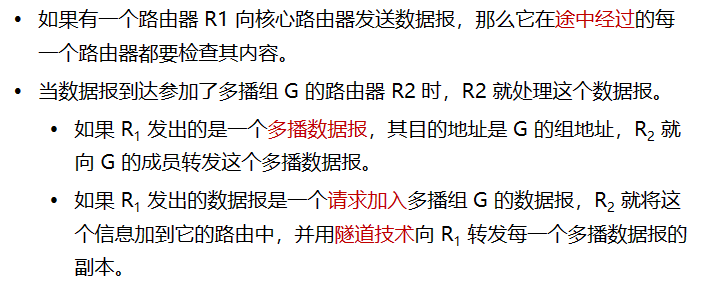 • 如果有一个路由器 R1 向核心路由器发送数据报，那么它在途中经过的每
一个路由器都要检查其内容。
• 当数据报到达参加了多播组 G 的路由器 R2 时，R2 就处理这个数据报。
• 如果 R₁ 发出的是一个多播数据报，其目的地址是 G 的组地址，R₂ 就
向 G 的成员转发这个多播数据报。
• 如果 R₁ 发出的数据报是一个请求加入多播组 G 的数据报，R₂ 就将这
个信息加到它的路由中，并用隧道技术向 R₁ 转发每一个多播数据报的
副本。